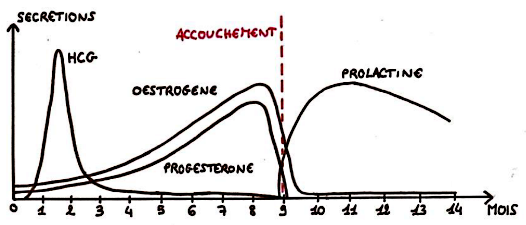 SECRETIONS
ACCOUCHEMENT
HCG
PROLACTINE
OESTROGENE
PROGESTERONE
0 1 2 3 4 5 6 7 8 9 10 11 12 13 14 MOIS